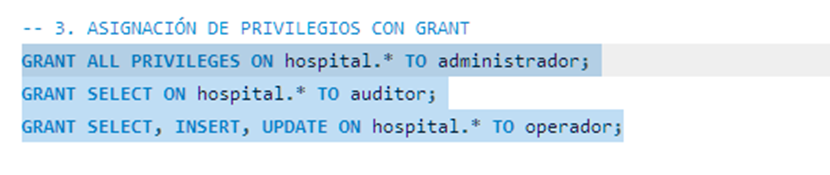 -- 3. ASIGNACIÓN DE PRIVILEGIOS CON GRANT
GRANT ALL PRIVILEGES ON hospital.* TO administrador;
GRANT SELECT ON hospital.* TO auditor;
GRANT SELECT, INSERT, UPDATE ON hospital.* TO operador;